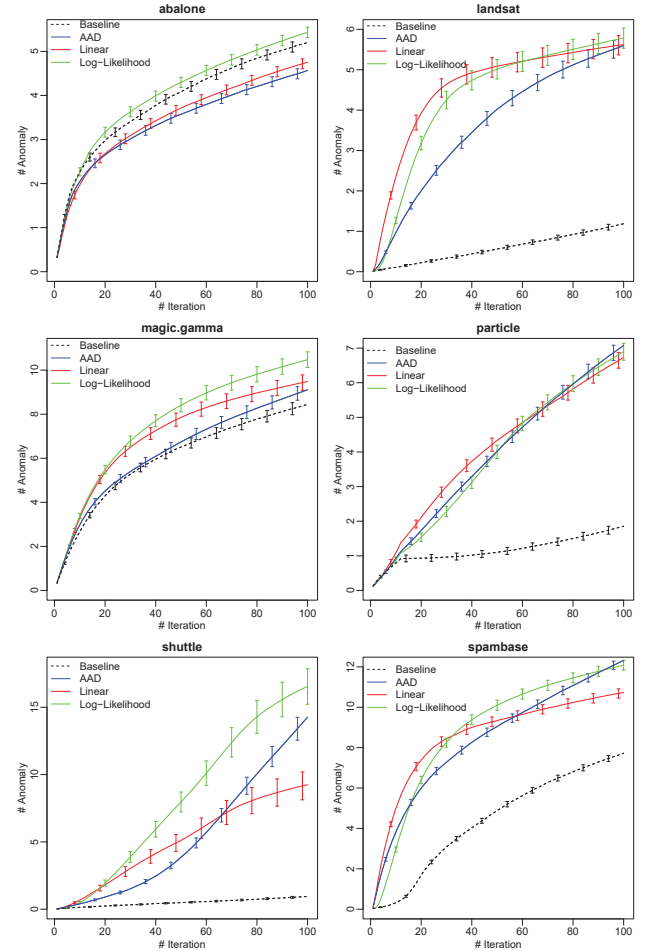 abalone
Baseline
AAD
Linear
Log−Likelihood
# Anomaly
0 1 2 3 4 5
0 20 40 60 80 100
# Iteration
landsat
Baseline
AAD
Linear
Log−Likelihood
# Anomaly
0 1 2 3 4 5 6
0 20 40 60 80 100
# Iteration
magic.gamma
Baseline
AAD
Linear
Log−Likelihood
# Anomaly
0 2 4 6 8 10
0 20 40 60 80 100
# Iteration
particle
Baseline
AAD
Linear
Log−Likelihood
# Anomaly
0 1 2 3 4 5 6 7
0 20 40 60 80 100
# Iteration
shuttle
Baseline
AAD
Linear
Log−Likelihood
# Anomaly
0 5 10 15
0 20 40 60 80 100
# Iteration
spambase
Baseline
AAD
Linear
Log−Likelihood
# Anomaly
0 2 4 6 8 10 12
0 20 40 60 80 100
# Iteration